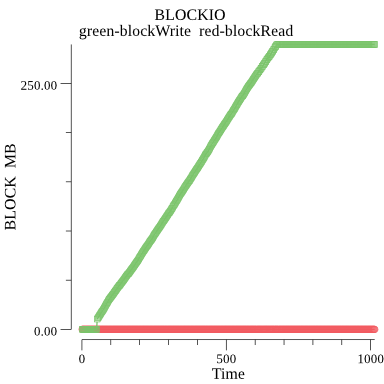 BLOCKIO
green-blockWrite  red-blockRead
250.00
BLOCK  MB
0.00
0
500
1000
Time